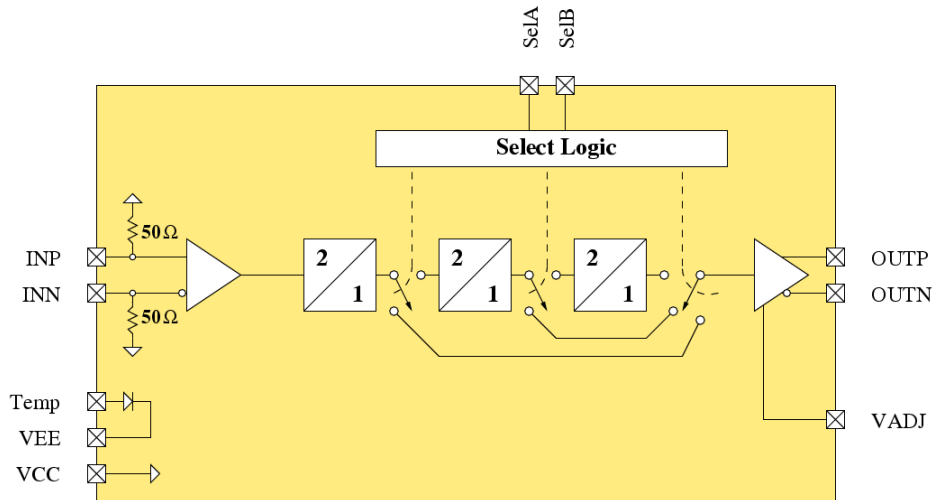 SelA
SelB
Select Logic
50Ω
INP
INN
50Ω
2
1
2
1
2
1
OUTP
OUTN
Temp
VEE
VCC
VADJ